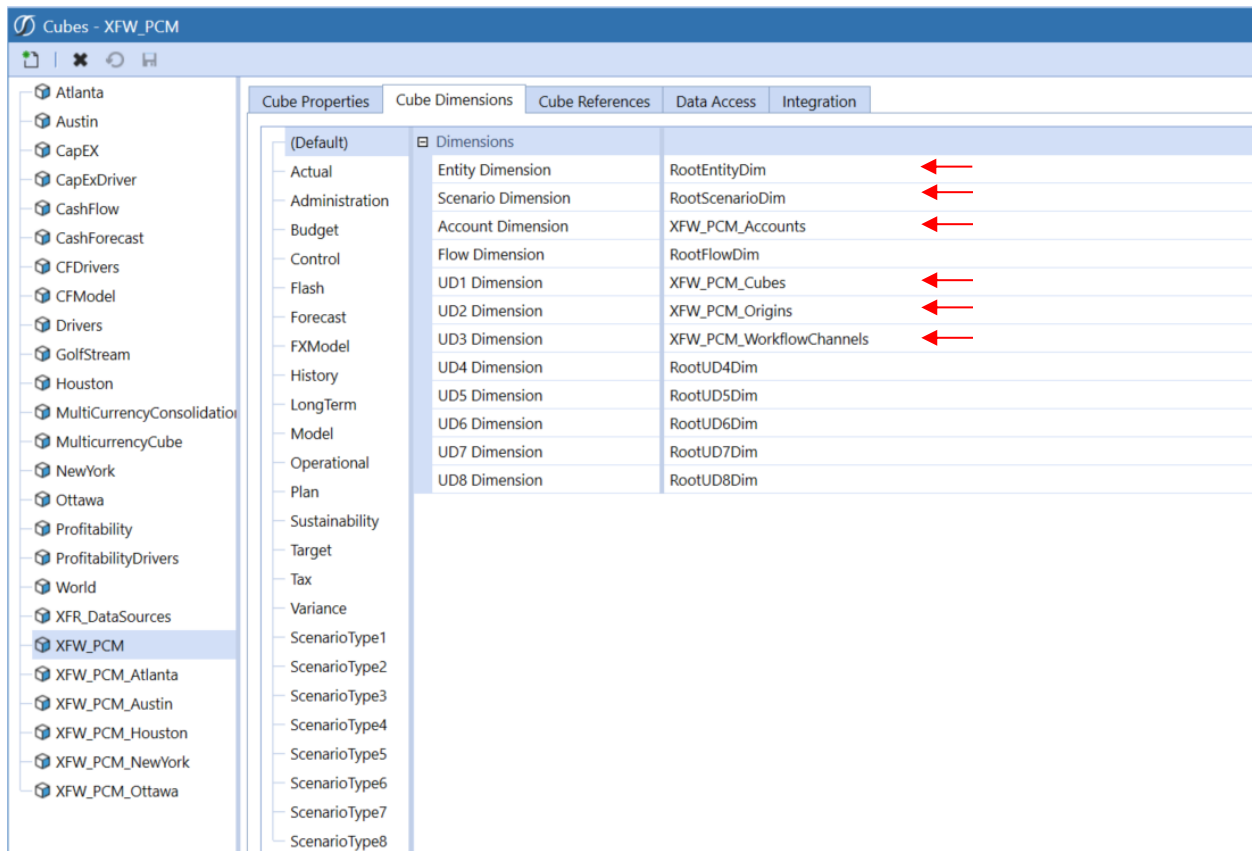 Cubes - XFW_PCM
Atlanta
Austin
CapEX
CapExDriver
CashFlow
CashForecast
CFDrivers
CFModel
Drivers
GolfStream
Houston
MultiCurrencyConsolidation
MulticurrencyCube
NewYork
Ottawa
Profitability
ProfitabilityDrivers
World
XFR_DataSources
XFW_PCM
XFW_PCM_Atlanta
XFW_PCM_Austin
XFW_PCM_Houston
XFW_PCM_NewYork
XFW_PCM_Ottawa
Cube Properties Cube Dimensions Cube References Data Access Integration
(Default)
Actual
Administration
Budget
Control
Flash
Forecast
FXModel
History
LongTerm
Model
Operational
Plan
Sustainability
Target
Tax
Variance
ScenarioType1
ScenarioType2
ScenarioType3
ScenarioType4
ScenarioType5
ScenarioType6
ScenarioType7
ScenarioType8
Dimensions
Entity Dimension RootEntityDim
Scenario Dimension RootScenarioDim
Account Dimension XFW_PCM_Accounts
Flow Dimension RootFlowDim
UD1 Dimension XFW_PCM_Cubes
UD2 Dimension XFW_PCM_Origins
UD3 Dimension XFW_PCM_WorkflowChannels
UD4 Dimension RootUD4Dim
UD5 Dimension RootUD5Dim
UD6 Dimension RootUD6Dim
UD7 Dimension RootUD7Dim
UD8 Dimension RootUD8Dim